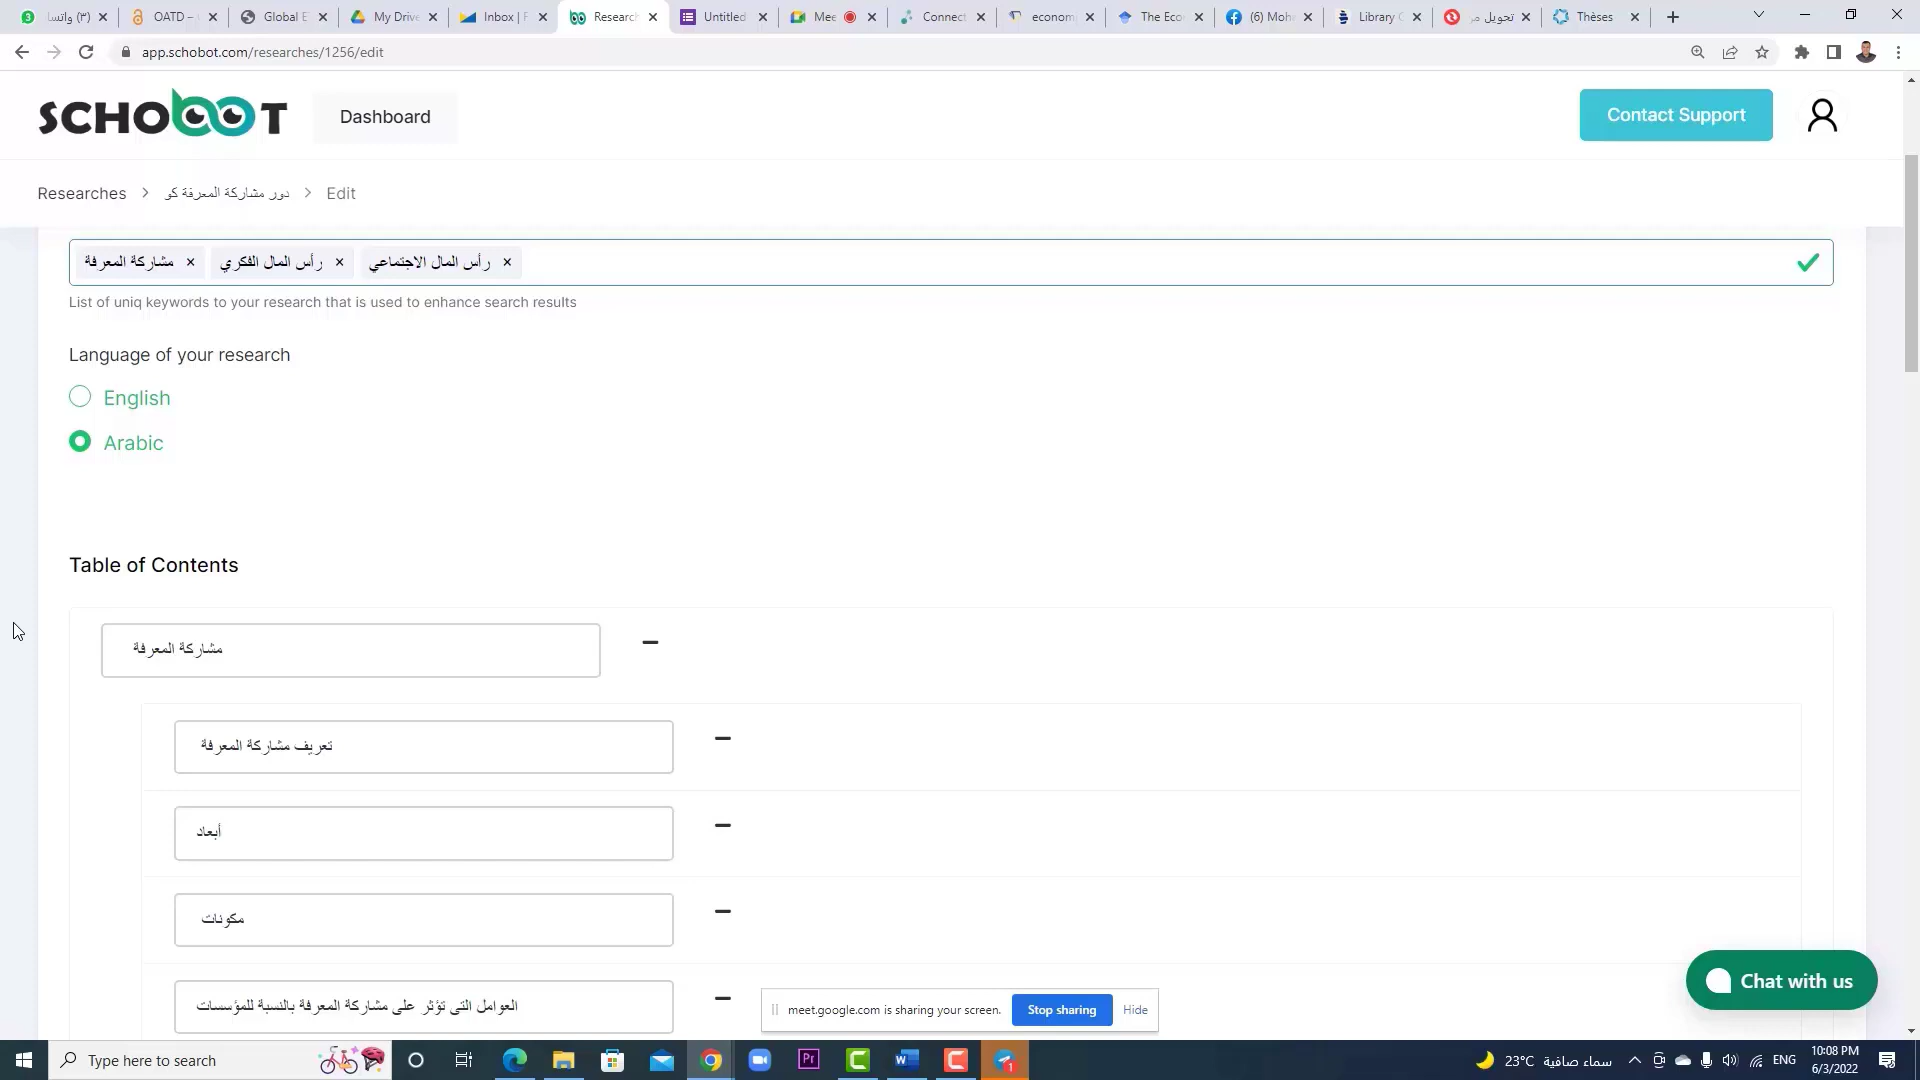 (٣) واتسا
OATD –
Global E
My Drive
Inbox | F
Research
Untitled
Mee
Connect
econom
The Eco
(6) Moh
Library C
تحويل مر
Thèses
app.schobot.com/researches/1256/edit
SCHOBOT
Dashboard
Contact Support
Researches > دور مشاركة المعرفة كو > Edit
مشاركة المعرفة × رأس المال الفكري × رأس المال الاجتماعي ×
List of uniq keywords to your research that is used to enhance search results
Language of your research
English
Arabic
Table of Contents
مشاركة المعرفة
تعريف مشاركة المعرفة
أبعاد
مكونات
العوامل التى تؤثر على مشاركة المعرفة بالنسبة للمؤسسات
Chat with us
meet.google.com is sharing your screen. Stop sharing Hide
Type here to search
23°C سماء صافية
ENG
10:08 PM
6/3/2022